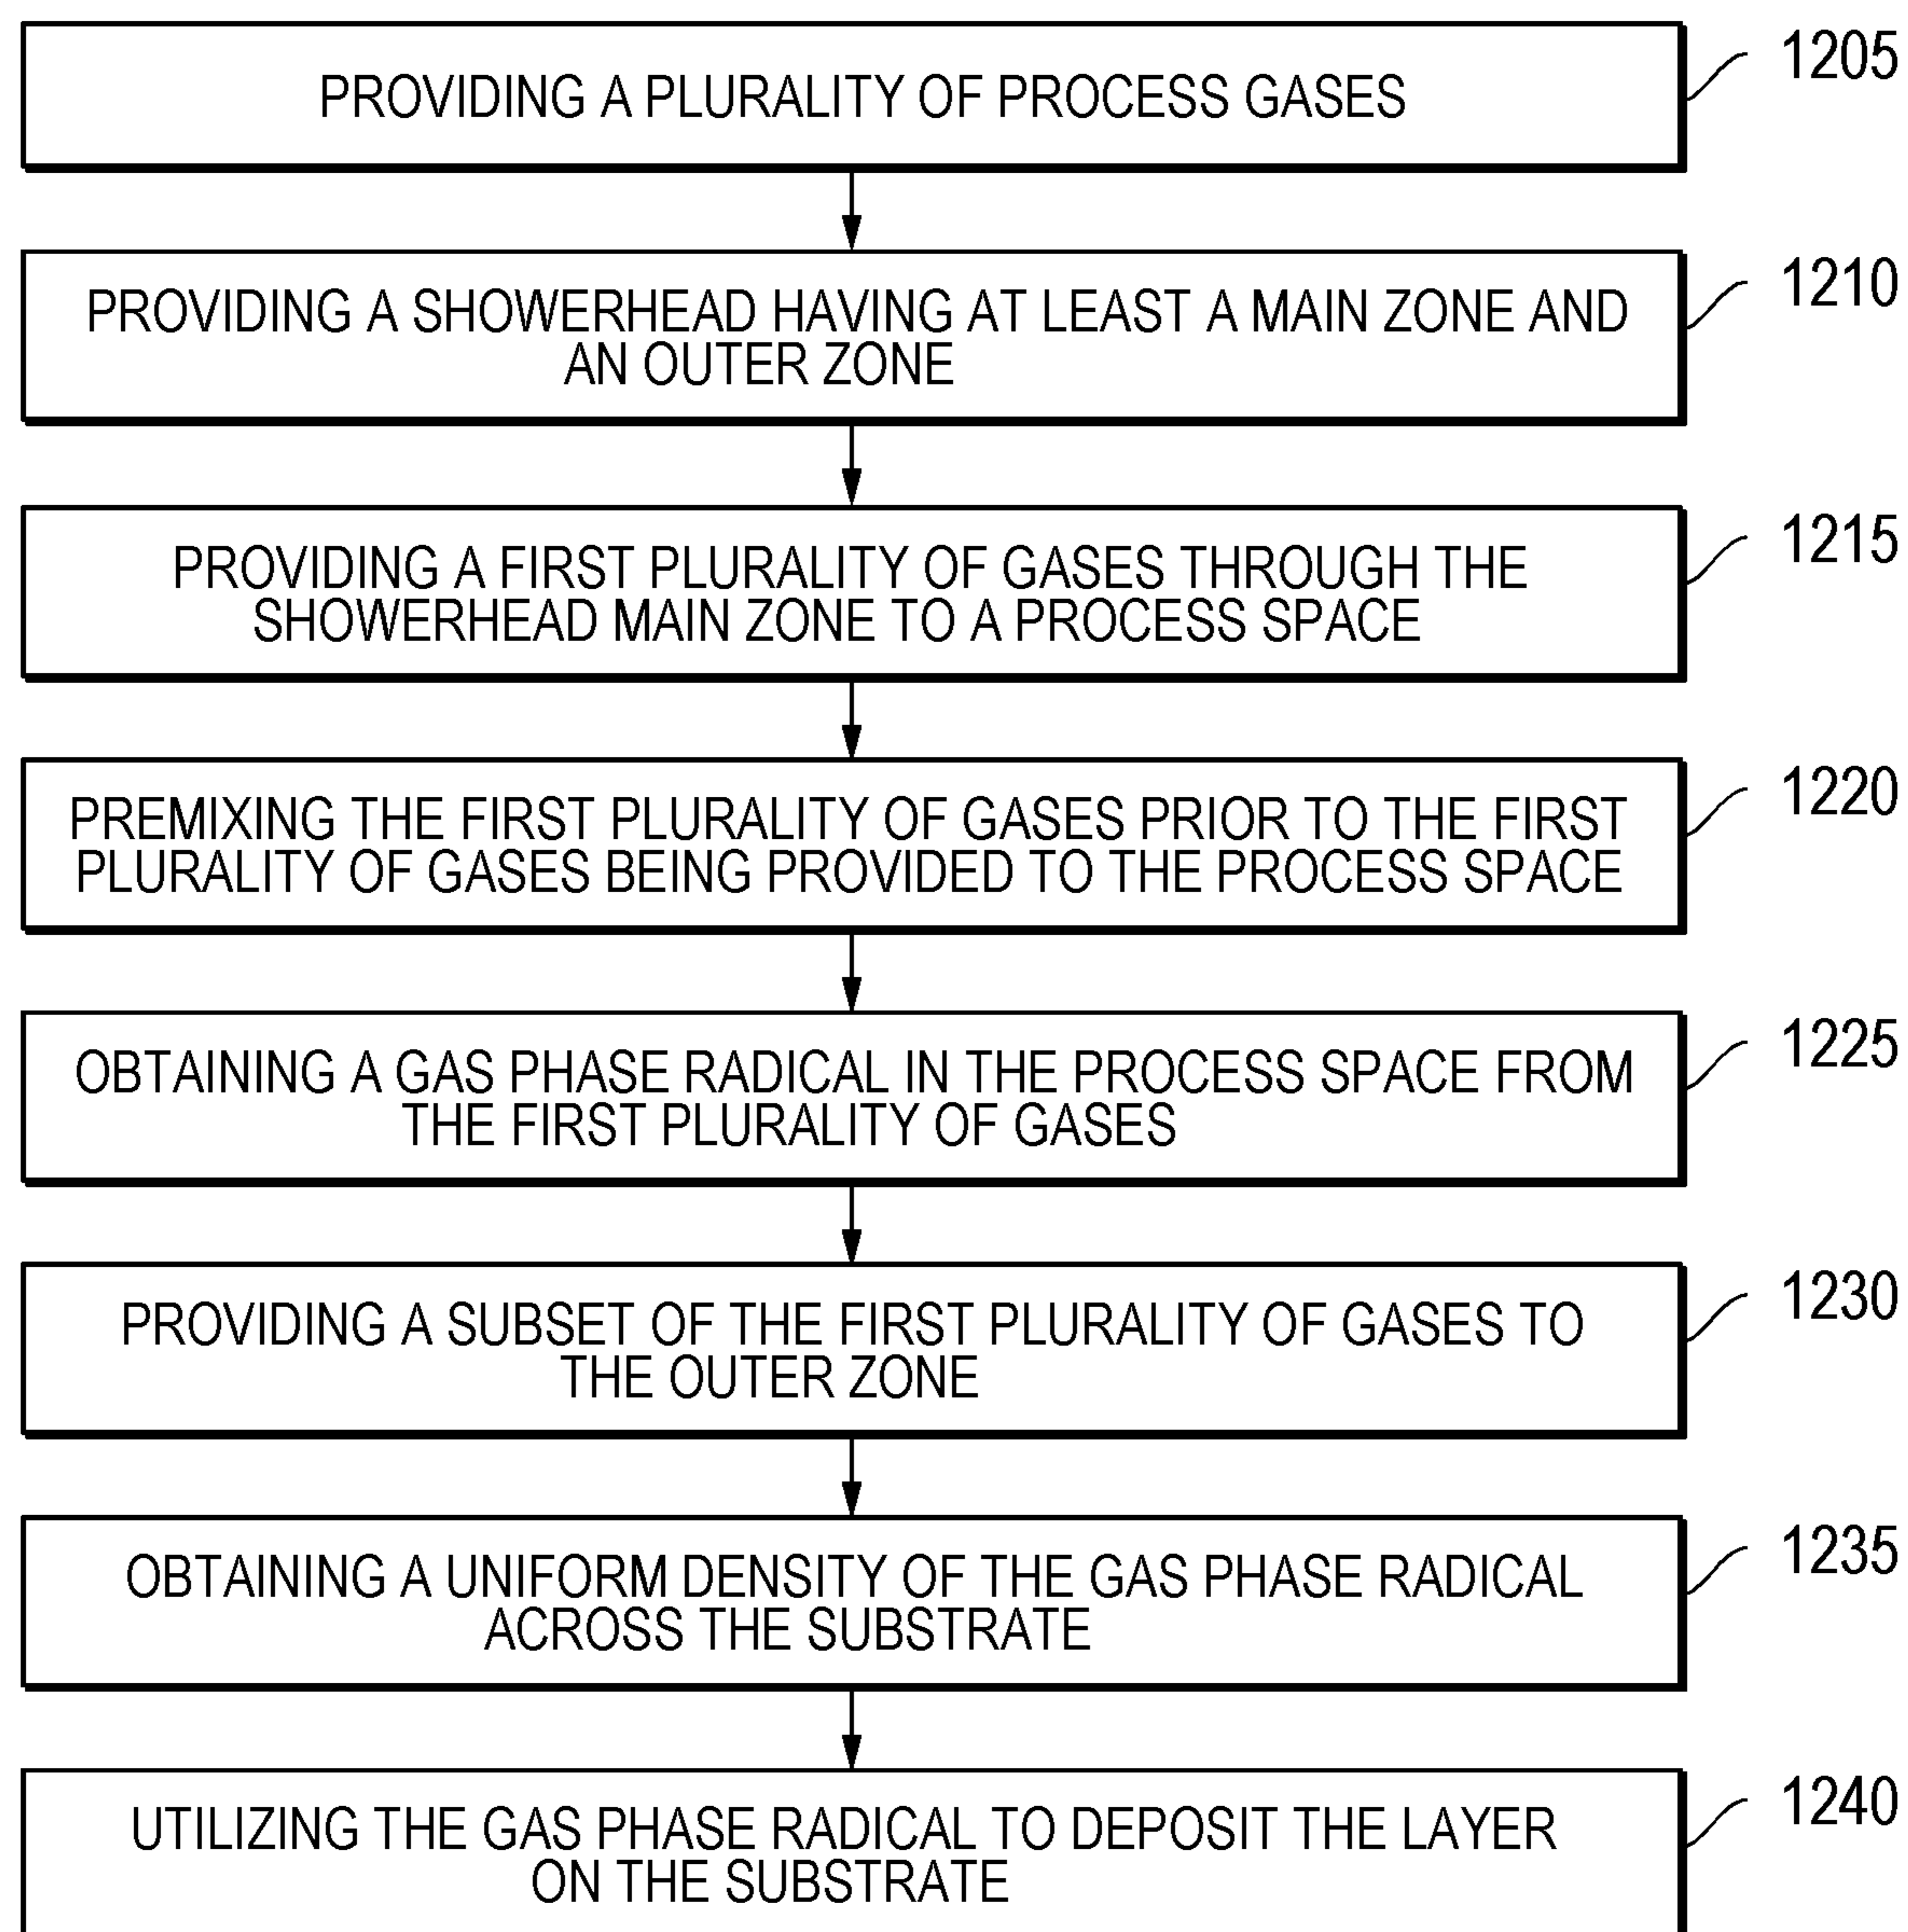 PROVIDING A PLURALITY OF PROCESS GASES
1205
PROVIDING A SHOWERHEAD HAVING AT LEAST A MAIN ZONE AND
AN OUTER ZONE
1210
PROVIDING A FIRST PLURALITY OF GASES THROUGH THE
SHOWERHEAD MAIN ZONE TO A PROCESS SPACE
1215
PREMIXING THE FIRST PLURALITY OF GASES PRIOR TO THE FIRST
PLURALITY OF GASES BEING PROVIDED TO THE PROCESS SPACE
1220
OBTAINING A GAS PHASE RADICAL IN THE PROCESS SPACE FROM
THE FIRST PLURALITY OF GASES
1225
PROVIDING A SUBSET OF THE FIRST PLURALITY OF GASES TO
THE OUTER ZONE
1230
OBTAINING A UNIFORM DENSITY OF THE GAS PHASE RADICAL
ACROSS THE SUBSTRATE
1235
UTILIZING THE GAS PHASE RADICAL TO DEPOSIT THE LAYER
ON THE SUBSTRATE
1240